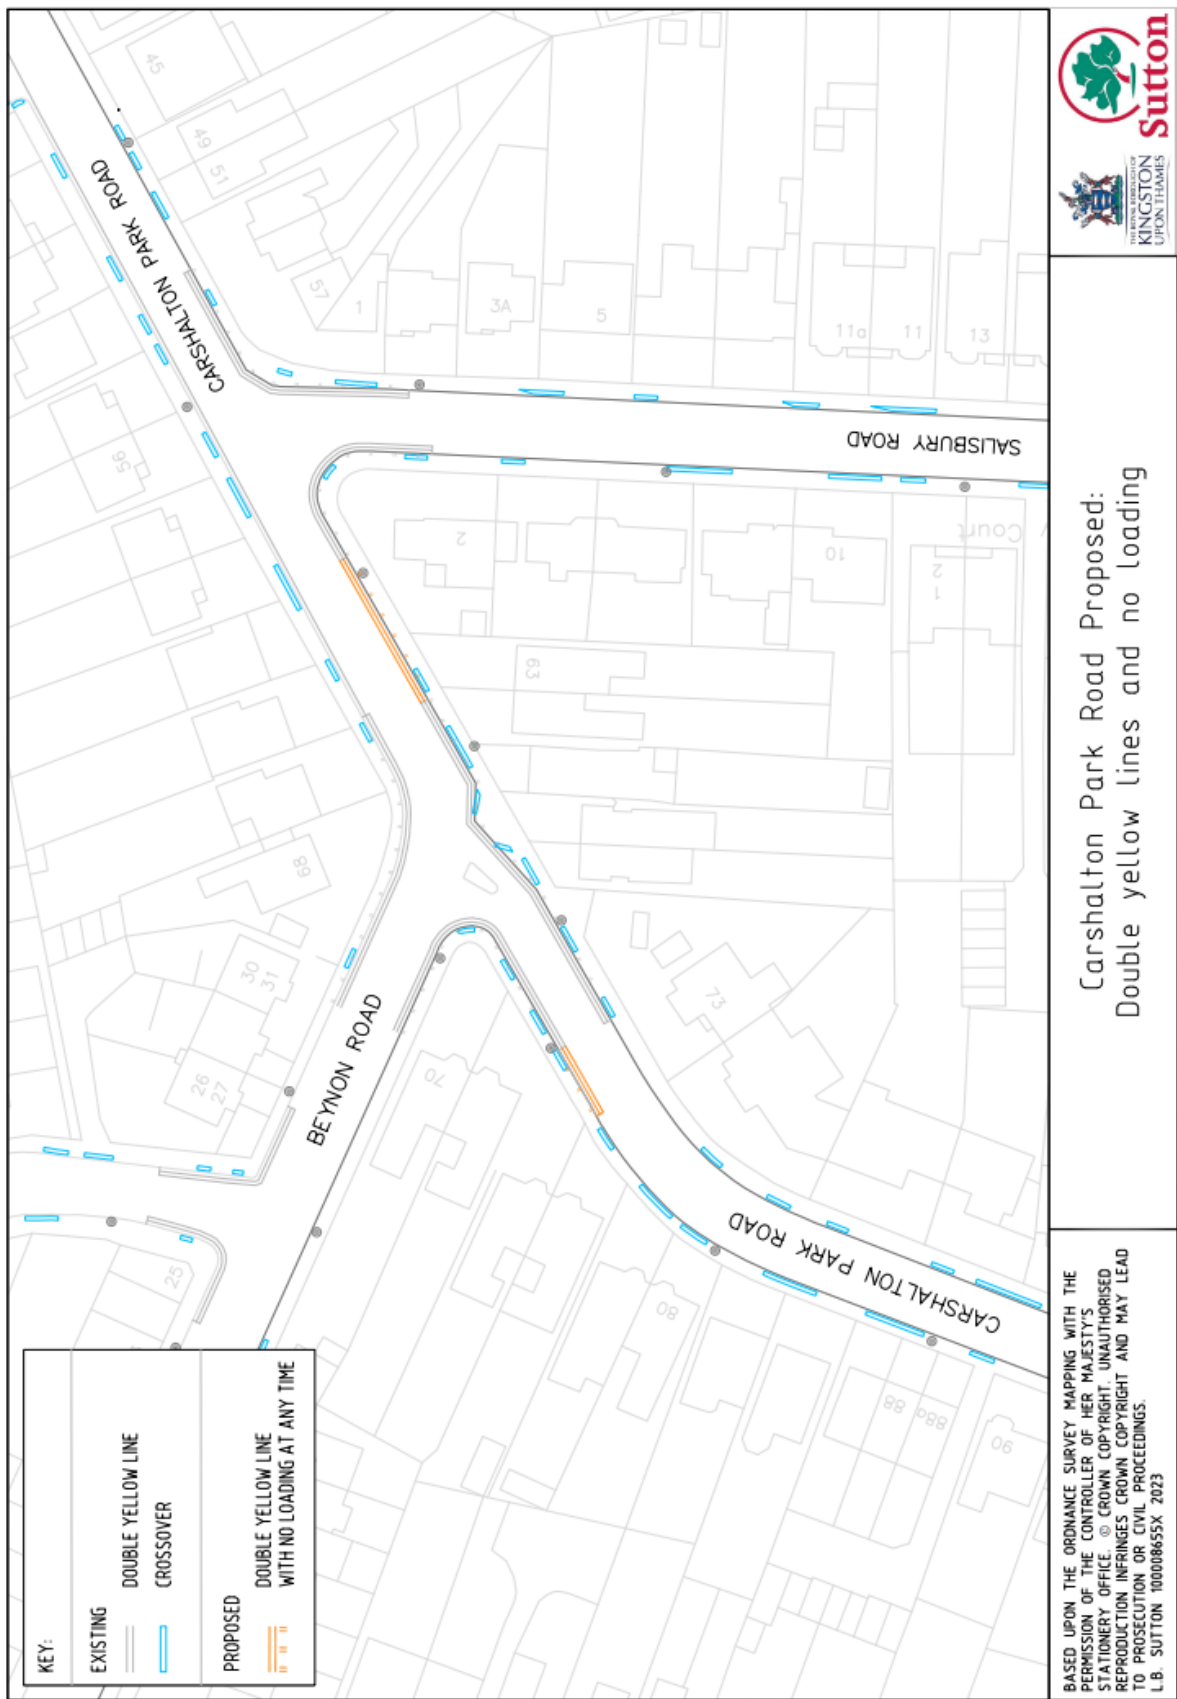 KEY:
EXISTING
DOUBLE YELLOW LINE
CROSSOVER
PROPOSED
DOUBLE YELLOW LINE
WITH NO LOADING AT ANY TIME
CARSHALTON PARK ROAD
BEYNON ROAD
CARSHALTON PARK ROAD
SALISBURY ROAD
45
49
51
57
1
3A
5
11a
11
13
56
2
10
Court
1 2
63
68
30
31
26
27
25
70
73
80
88
88a
90
BASED UPON THE ORDNANCE SURVEY MAPPING WITH THE
PERMISSION OF THE CONTROLLER OF HER MAJESTY'S
STATIONERY OFFICE. © CROWN COPYRIGHT. UNAUTHORISED
REPRODUCTION INFRINGES CROWN COPYRIGHT AND MAY LEAD
TO PROSECUTION OR CIVIL PROCEEDINGS.
L.B. SUTTON 100008655X 2023
Carshalton Park Road Proposed:
Double yellow lines and no loading
THE ROYAL BOROUGH OF
KINGSTON
UPON THAMES
Sutton